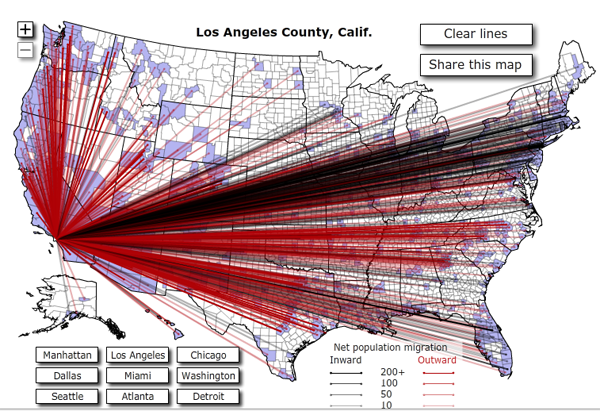 +
−
Los Angeles County, Calif.
Clear lines
Share this map
Net population migration
Inward Outward
200+
100
50
10
Manhattan Los Angeles Chicago
Dallas Miami Washington
Seattle Atlanta Detroit